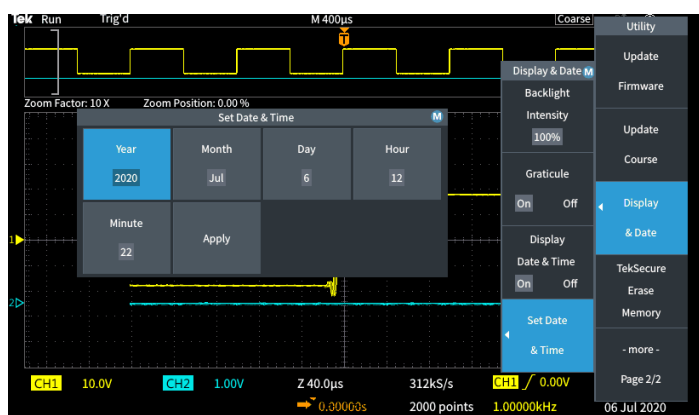 Tek Run Trig'd M 400µs Coarse
Zoom Factor: 10 X Zoom Position: 0.00 %
Set Date & Time M
Year
2020
Month
Jul
Day
6
Hour
12
Minute
22
Apply
Display & Date M
Backlight
Intensity
100%
Graticule
On Off
Display
Date & Time
On Off
Set Date
& Time
Utility
Update
Firmware
Update
Course
Display
& Date
TekSecure
Erase
Memory
- more -
Page 2/2
T
1
2
CH1 10.0V CH2 1.00V Z 40.0µs 312kS/s CH1 0.00V
0.00000s 2000 points 1.00000kHz 06 Jul 2020